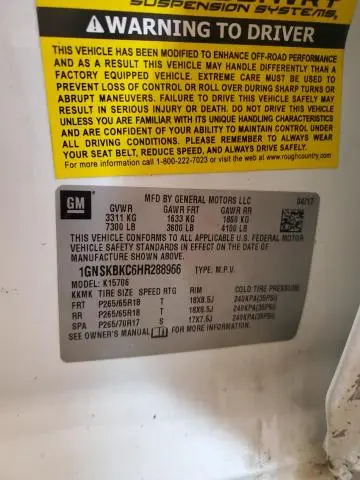 SUSPENSION SYSTEMS
WARNING TO DRIVER
THIS VEHICLE HAS BEEN MODIFIED TO ENHANCE OFF-ROAD PERFORMANCE
AND AS A RESULT THIS VEHICLE MAY HANDLE DIFFERENTLY THAN A
FACTORY EQUIPPED VEHICLE. EXTREME CARE MUST BE USED TO
PREVENT LOSS OF CONTROL OR ROLL OVER DURING SHARP TURNS OR
ABRUPT MANEUVERS. FAILURE TO DRIVE THIS VEHICLE SAFELY MAY
RESULT IN SERIOUS INJURY OR DEATH. DO NOT DRIVE THIS VEHICLE
UNLESS YOU ARE FAMILIAR WITH ITS UNIQUE HANDLING CHARACTERISTICS
AND ARE CONFIDENT OF YOUR ABILITY TO MAINTAIN CONTROL UNDER
ALL DRIVING CONDITIONS. PLEASE REMEMBER TO ALWAYS WEAR
YOUR SEAT BELT, REDUCE SPEED, AND AVOID SHARP TURNS. ALWAYS DRIVE SAFELY.
For more information call 1-800-222-7023 or visit the web at www.roughcountry.com
GM
MFD BY GENERAL MOTORS LLC 04/17
GVWR GAWR FRT GAWR RR
3311 KG 1633 KG 1860 KG
7300 LB 3600 LB 4100 LB
THIS VEHICLE CONFORMS TO ALL APPLICABLE U.S. FEDERAL MOTOR
VEHICLE SAFETY STANDARDS IN EFFECT ON THE DATE OF
MANUFACTURE SHOWN ABOVE.
1GNSKBKC6HR288966 TYPE: M.P.V.
MODEL: K15706
KKMK TIRE SIZE SPEED RTG RIM COLD TIRE PRESSURE
FRT P265/65R18 T 18X8.5J 240KPA(35PSI)
RR P265/65R18 T 18X8.5J 240KPA(35PSI)
SPA P265/70R17 S 17X7.5J 240KPA(35PSI)
SEE OWNER'S MANUAL FOR MORE INFORMATION.